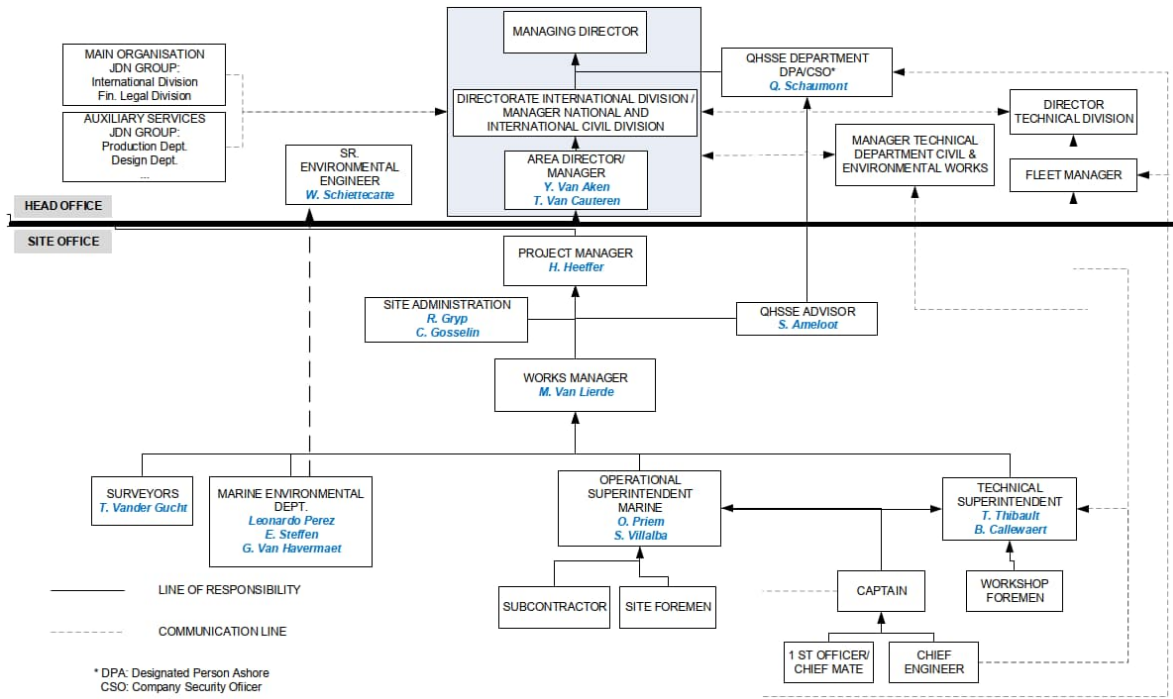 MANAGING DIRECTOR
MAIN ORGANISATION
JDN GROUP:
International Division
Fin. Legal Division
AUXILIARY SERVICES
JDN GROUP:
Production Dept.
Design Dept.
...
QHSSE DEPARTMENT
DPA/CSO*
Q. Schaumont
DIRECTORATE INTERNATIONAL DIVISION /
MANAGER NATIONAL AND
INTERNATIONAL CIVIL DIVISION
DIRECTOR
TECHNICAL DIVISION
MANAGER TECHNICAL
DEPARTMENT CIVIL &
ENVIRONMENTAL WORKS
SR.
ENVIRONMENTAL
ENGINEER
W. Schiettecatte
AREA DIRECTOR/
MANAGER
Y. Van Aken
T. Van Cauteren
FLEET MANAGER
HEAD OFFICE
SITE OFFICE
PROJECT MANAGER
H. Heeffer
SITE ADMINISTRATION
R. Gryp
C. Gosselin
QHSSE ADVISOR
S. Ameloot
WORKS MANAGER
M. Van Lierde
SURVEYORS
T. Vander Gucht
MARINE ENVIRONMENTAL
DEPT.
Leonardo Perez
E. Steffen
G. Van Havermaet
OPERATIONAL
SUPERINTENDENT
MARINE
O. Priem
S. Villalba
TECHNICAL
SUPERINTENDENT
T. Thibault
B. Callewaert
SUBCONTRACTOR
SITE FOREMEN
CAPTAIN
WORKSHOP
FOREMEN
1 ST OFFICER/
CHIEF MATE
CHIEF
ENGINEER
LINE OF RESPONSIBILITY
COMMUNICATION LINE
* DPA: Designated Person Ashore
CSO: Company Security Oficcer